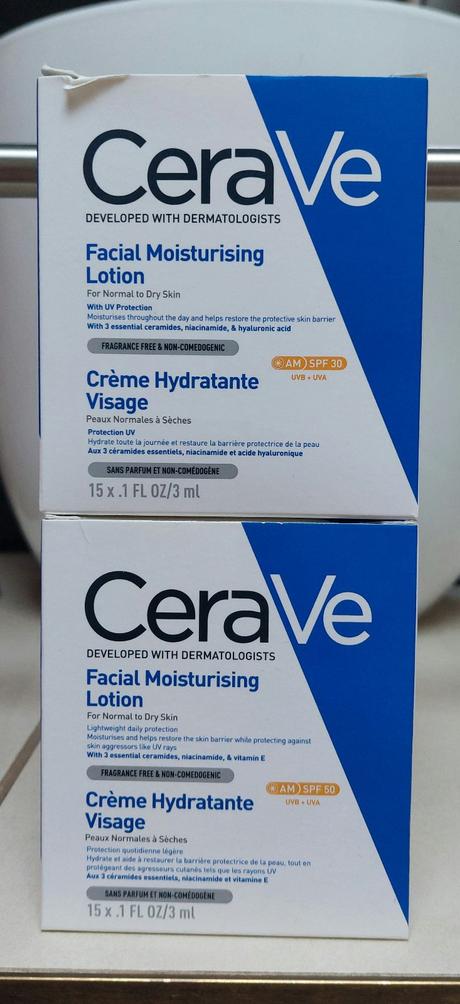 CeraVe
DEVELOPED WITH DERMATOLOGISTS
Facial Moisturising
Lotion
For Normal to Dry Skin
With UV Protection
Moisturises throughout the day and helps restore the protective skin barrier
With 3 essential ceramides, niacinamide, & hyaluronic acid
FRAGRANCE FREE & NON-COMEDOGENIC
AM SPF 30
UVB + UVA
Crème Hydratante
Visage
Peaux Normales à Sèches
Protection UV
Hydrate toute la journée et restaure la barrière protectrice de la peau
Aux 3 céramides essentiels, niacinamide et acide hyaluronique
SANS PARFUM ET NON-COMÉDOGÈNE
15 x .1 FL OZ/3 ml
CeraVe
DEVELOPED WITH DERMATOLOGISTS
Facial Moisturising
Lotion
For Normal to Dry Skin
Lightweight daily protection
Moisturises and helps restore the skin barrier while protecting against
skin aggressors like UV rays
With 3 essential ceramides, niacinamide, & vitamin E
FRAGRANCE FREE & NON-COMEDOGENIC
AM SPF 50
UVB + UVA
Crème Hydratante
Visage
Peaux Normales à Sèches
Protection quotidienne légère
Hydrate et aide à restaurer la barrière protectrice de la peau, tout en
protégeant des agresseurs cutanés tels que les rayons UV
Aux 3 céramides essentiels, niacinamide et vitamine E
SANS PARFUM ET NON-COMÉDOGÈNE
15 x .1 FL OZ/3 ml